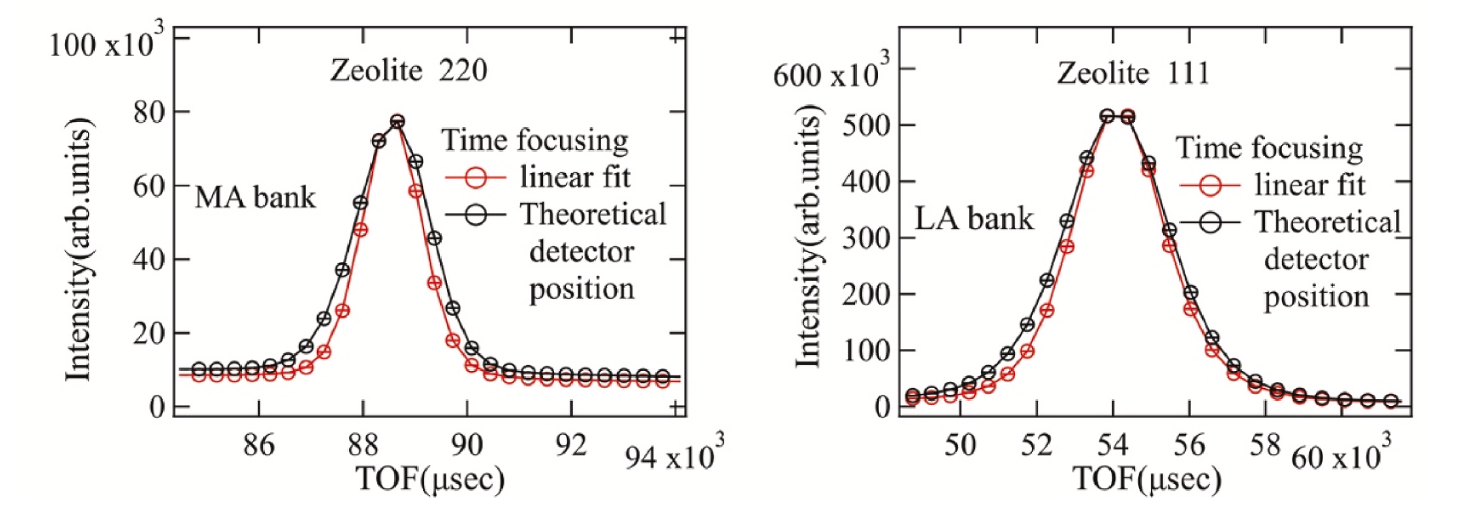 100 x10³
80
60
40
20
0
Intensity(arb.units)
Zeolite 220
MA bank
Time focusing
linear fit
Theoretical
detector
position
86
88
90
92
94 x10³
TOF(μsec)
600 x10³
500
400
300
200
100
0
Intensity(arb.units)
Zeolite 111
LA bank
Time focusing
linear fit
Theoretical
detector
position
50
52
54
56
58
60 x10³
TOF(μsec)